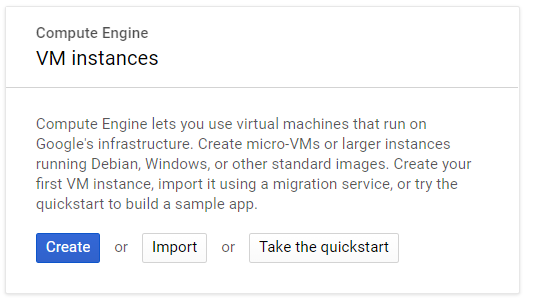 Compute Engine
VM instances
Compute Engine lets you use virtual machines that run on
Google's infrastructure. Create micro-VMs or larger instances
running Debian, Windows, or other standard images. Create your
first VM instance, import it using a migration service, or try the
quickstart to build a sample app.
Create or Import or Take the quickstart